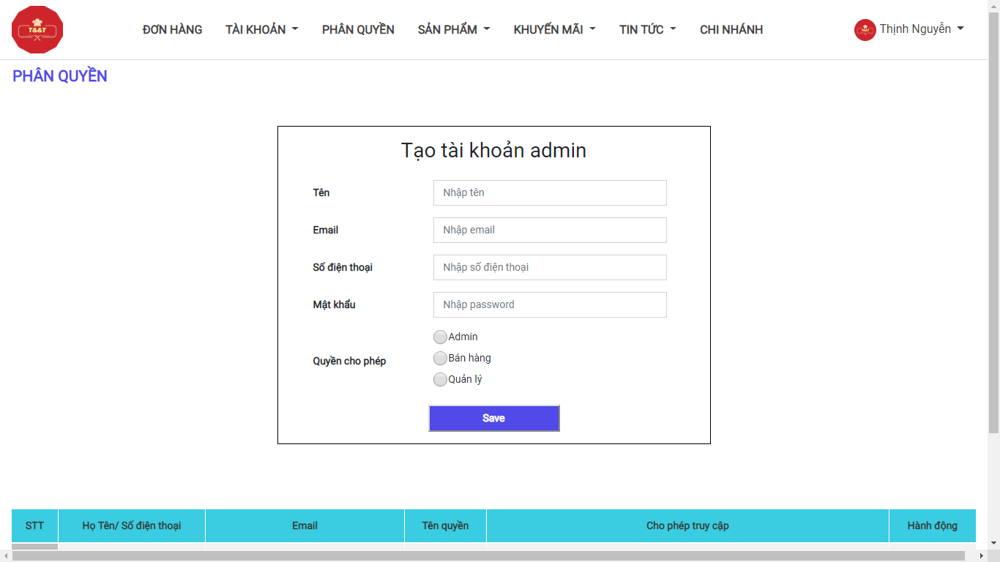 T&&T
ĐƠN HÀNG TÀI KHOẢN PHÂN QUYỀN SẢN PHẨM KHUYẾN MÃI TIN TỨC CHI NHÁNH
T&&T Thịnh Nguyễn
PHÂN QUYỀN
Tạo tài khoản admin
Tên Nhập tên
Email Nhập email
Số điện thoại Nhập số điện thoại
Mật khẩu Nhập password
Quyền cho phép
Admin
Bán hàng
Quản lý
Save
STT Họ Tên/ Số điện thoại Email Tên quyền Cho phép truy cập Hành động